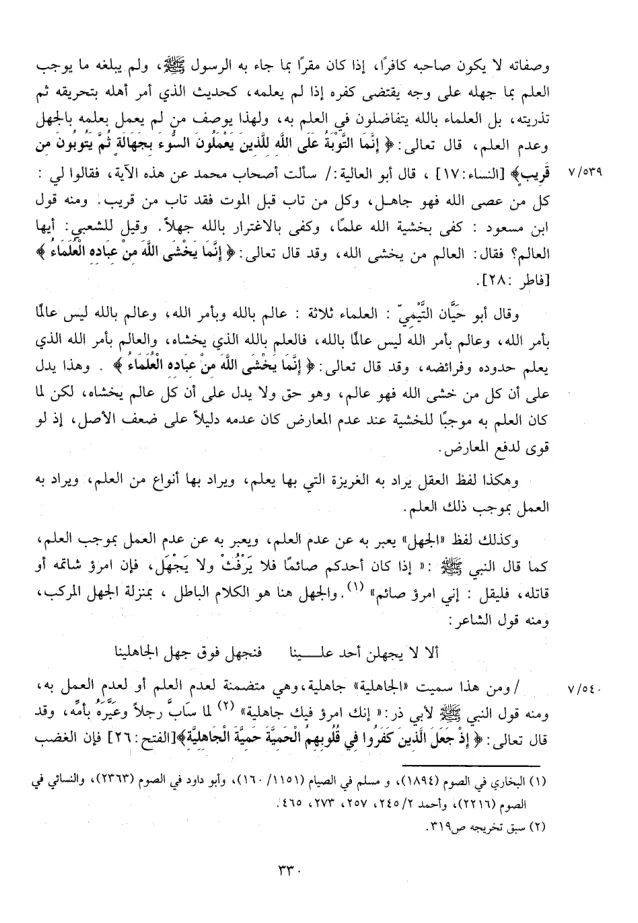 وصفاته لا يكون صاحبه كافرًا، إذا كان مقرًا بما جاء به الرسول ﷺ، ولم يبلغه ما يوجب
العلم بما جهله على وجه يقتضى كفره إذا لم يعلمه، كحديث الذي أمر أهله بتحريقه ثم
تذريته، بل العلماء بالله يتفاضلون في العلم به، ولهذا يوصف من لم يعمل بعلمه بالجهل
وعدم العلم، قال تعالى: ﴿ إِنَّمَا التَّوْبَةُ عَلَى اللَّهِ لِلَّذِينَ يَعْمَلُونَ السُّوءَ بِجَهَالَةٍ ثُمَّ يَتُوبُونَ مِن
٧/٥٣٩ قَرِيبٍ﴾ [النساء:١٧] ، قال أبو العالية:/ سألت أصحاب محمد عن هذه الآية، فقالوا لي :
كل من عصى الله فهو جاهل، وكل من تاب قبل الموت فقد تاب من قريب. ومنه قول
ابن مسعود : كفى بخشية الله علمًا، وكفى بالاغترار بالله جهلاً. وقيل للشعبي: أيها
العالم؟ فقال: العالم من يخشى الله، وقد قال تعالى: ﴿ إِنَّمَا يَخْشَى اللَّهَ مِنْ عِبَادِهِ الْعُلَمَاءُ ﴾
[فاطر :٢٨].
وقال أبو حَيَّان التَّيْمِيّ : العلماء ثلاثة : عالم بالله وبأمر الله، وعالم بالله ليس عالمًا
بأمر الله، وعالم بأمر الله ليس عالمًا بالله، فالعلم بالله الذي يخشاه، والعالم بأمر الله الذي
يعلم حدوده وفرائضه، وقد قال تعالى: ﴿ إِنَّمَا يَخْشَى اللَّهَ مِنْ عِبَادِهِ الْعُلَمَاءُ ﴾ . وهذا يدل
على أن كل من خشى الله فهو عالم، وهو حق ولا يدل على أن كل عالم يخشاه، لكن لما
كان العلم به موجبًا للخشية عند عدم المعارض كان عدمه دليلاً على ضعف الأصل، إذ لو
قوى لدفع المعارض.
وهكذا لفظ العقل يراد به الغريزة التي بها يعلم، ويراد بها أنواع من العلم، ويراد به
العمل بموجب ذلك العلم.
وكذلك لفظ «الجهل» يعبر به عن عدم العلم، ويعبر به عن عدم العمل بموجب العلم،
كما قال النبي ﷺ :« إذا كان أحدكم صائمًا فلا يَرْفُثْ ولا يَجْهَل، فإن امرؤ شاتمه أو
قاتله، فليقل : إني امرؤ صائم» (١). والجهل هنا هو الكلام الباطل ، بمنزلة الجهل المركب،
ومنه قول الشاعر:
ألا لا يجهلن أحد علـــينا فنجهل فوق جهل الجاهلينا
٧/٥٤٠ /ومن هذا سميت «الجاهلية» جاهلية،وهي متضمنة لعدم العلم أو لعدم العمل به،
ومنه قول النبي ﷺ لأبي ذر:« إنك امرؤ فيك جاهلية» (٢) لما سَابَّ رجلاً وعَيَّرَهُ بأُمِّه، وقد
قال تعالى: ﴿ إِذْ جَعَلَ الَّذِينَ كَفَرُوا فِي قُلُوبِهِمُ الْحَمِيَّةَ حَمِيَّةَ الْجَاهِلِيَّةِ﴾[الفتح:٢٦] فإن الغضب
(١) البخاري في الصوم (١٨٩٤)، و مسلم في الصيام (١١٥١/ ١٦٠)، وأبو داود في الصوم (٢٣٦٣)، والنسائي في
الصوم (٢٢١٦)، وأحمد ٢/ ٢٤٥، ٢٥٧، ٢٧٣، ٤٦٥.
(٢) سبق تخريجه ص٣١٩.
٣٣٠